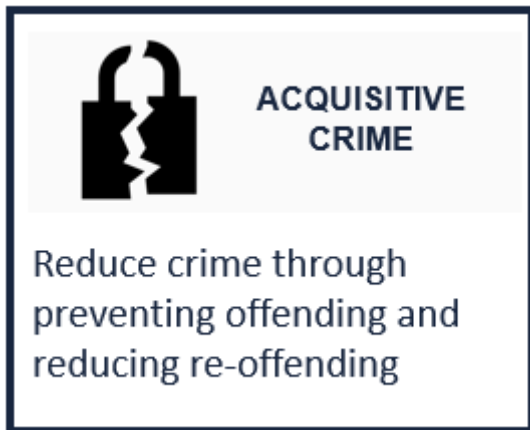 ACQUISITIVE
CRIME
Reduce crime through
preventing offending and
reducing re-offending